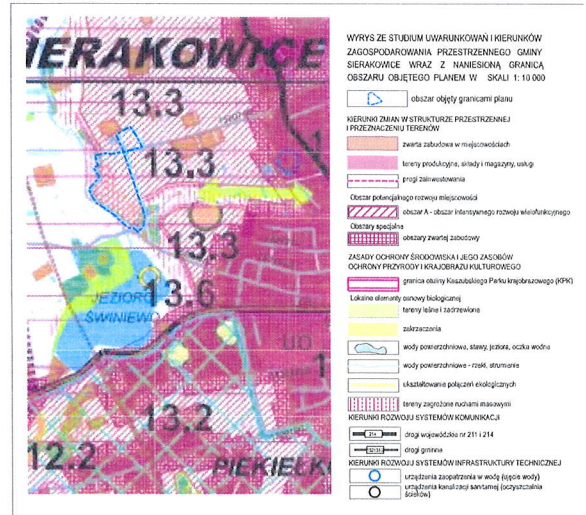 SIERAKOWICE
13.3
13.3
13.3
JEZIORO
ŚWINIEWO
13.6
UD
13.2
12.2
PIEKIEŁK
WYRYS ZE STUDIUM UWARUNKOWAŃ I KIERUNKÓW
ZAGOSPODAROWANIA PRZESTRZENNEGO GMINY
SIERAKOWICE WRAZ Z NANIESIONĄ GRANICĄ
OBSZARU OBJĘTEGO PLANEM W SKALI 1: 10 000
obszar objęty granicami planu
KIERUNKI ZMIAN W STRUKTURZE PRZESTRZENNEJ
I PRZEZNACZENIU TERENÓW
zwarta zabudowa w miejscowościach
tereny produkcyjne, składy i magazyny, usługi
progi zainwestowania
Obszar potencjalnego rozwoju miejscowości
obszar A - obszar intensywnego rozwoju wielofunkcyjnego
Obszary specjalne
obszary zwartej zabudowy
ZASADY OCHRONY ŚRODOWISKA I JEGO ZASOBÓW
OCHRONY PRZYRODY I KRAJOBRAZU KULTUROWEGO
granica otuliny Kaszubskiego Parku krajobrazowego (KPK)
Lokalne elementy osnowy biologicznej
tereny leśne i zadrzewione
zakrzaczenia
wody powierzchniowe, stawy, jeziora, oczka wodne
wody powierzchniowe - rzeki, strumienie
ukształtowanie połączeń ekologicznych
tereny zagrożone ruchami masowymi
KIERUNKI ROZWOJU SYSTEMÓW KOMUNIKACJI
214
drogi wojewódzkie nr 211 i 214
drogi gminne
KIERUNKI ROZWOJU SYSTEMÓW INFRASTRUKTURY TECHNICZNEJ
urządzenia zaopatrzenia w wodę (ujęcie wody)
urządzenia kanalizacji sanitarnej (oczyszczalnia
ścieków)